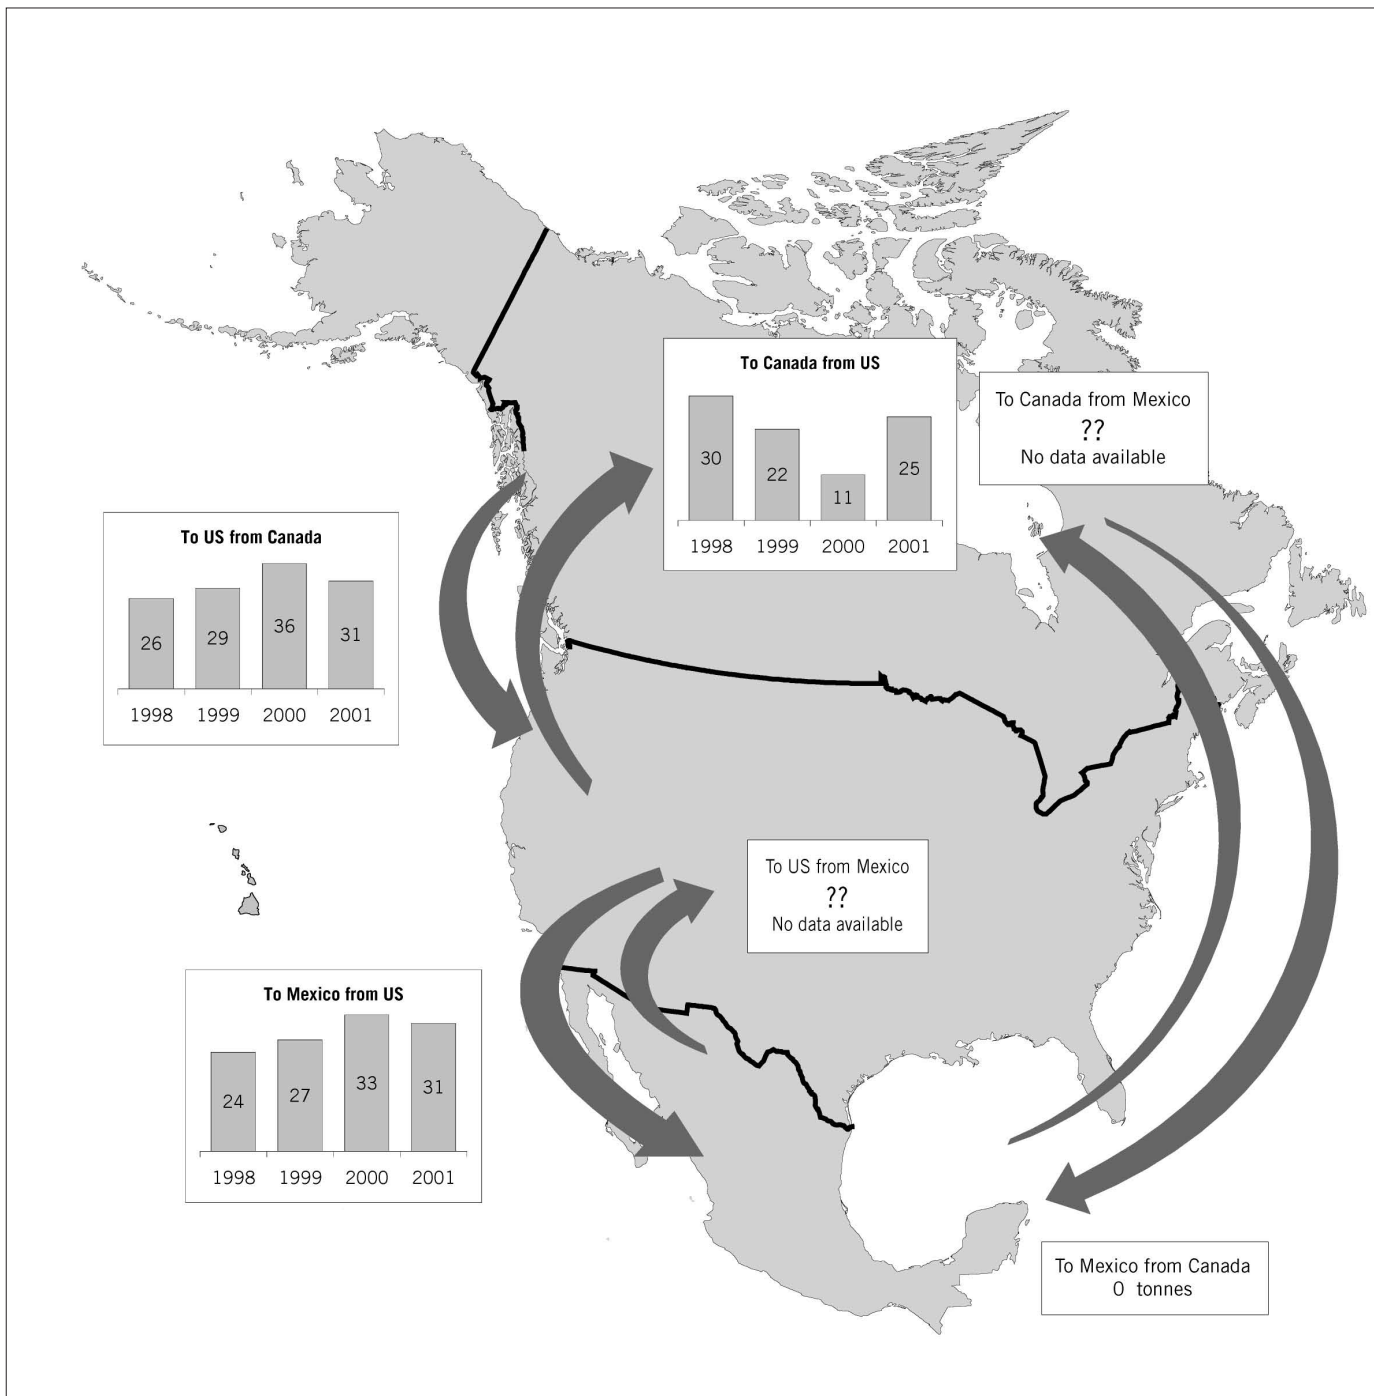 To Canada from US
30
22
11
25
1998 1999 2000 2001
To Canada from Mexico
??
No data available
To US from Canada
26
29
36
31
1998 1999 2000 2001
To US from Mexico
??
No data available
To Mexico from US
24
27
33
31
1998 1999 2000 2001
To Mexico from Canada
0 tonnes